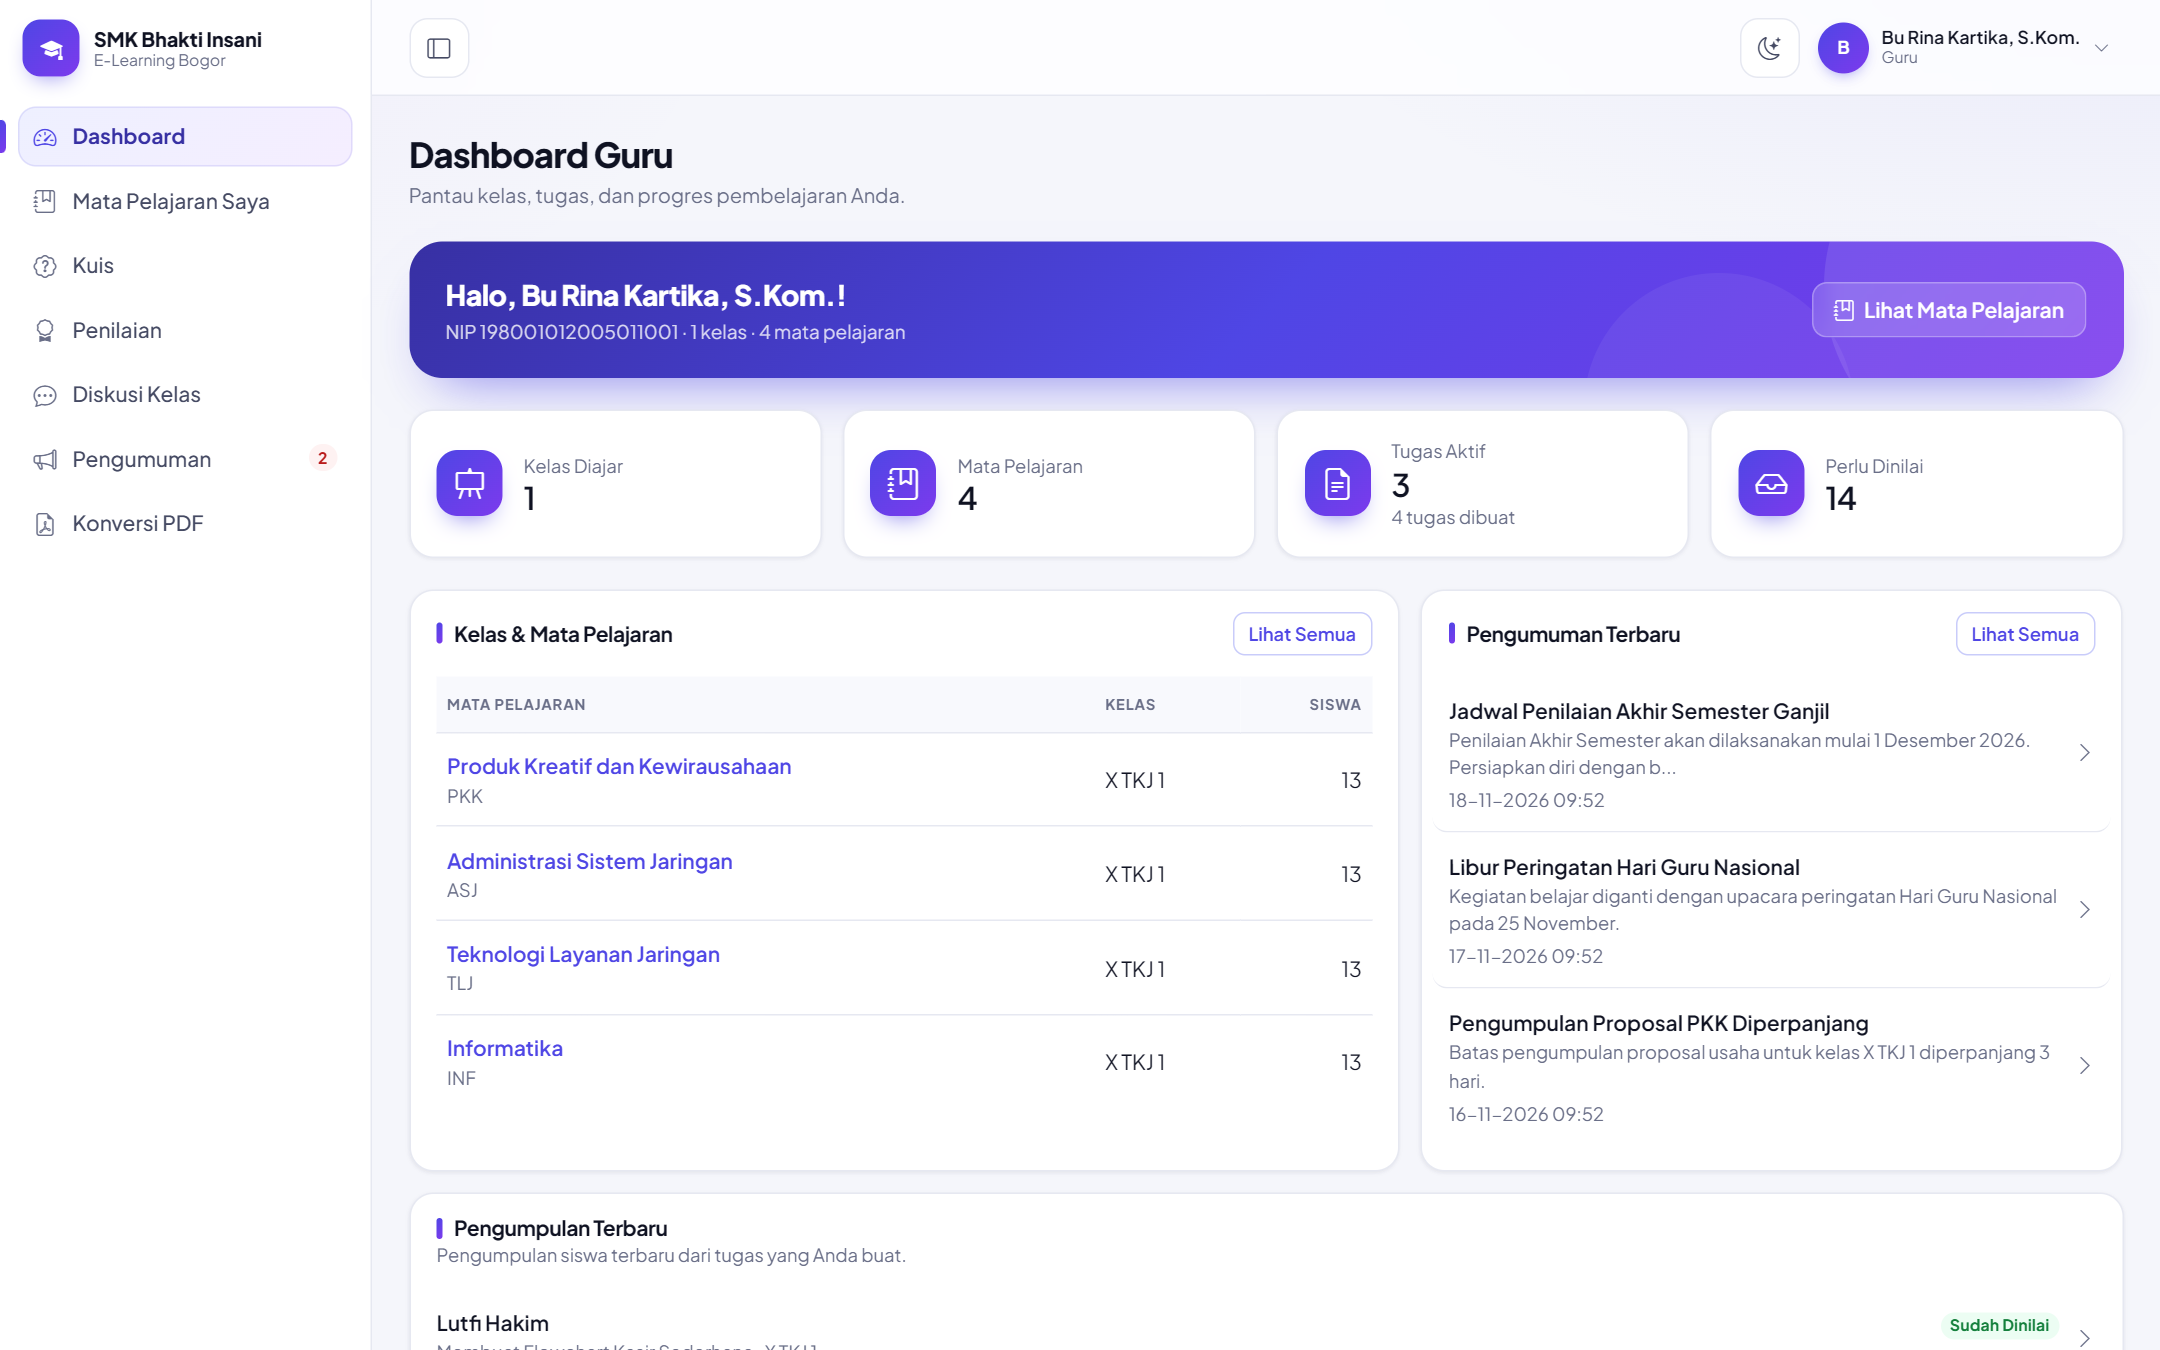 SMK Bhakti Insani
E-Learning Bogor
Dashboard
Mata Pelajaran Saya
Kuis
Penilaian
Diskusi Kelas
Pengumuman
2
Konversi PDF
B
Bu Rina Kartika, S.Kom.
Guru
Dashboard Guru
Pantau kelas, tugas, dan progres pembelajaran Anda.
Halo, Bu Rina Kartika, S.Kom.!
NIP 198001012005011001 · 1 kelas · 4 mata pelajaran
Lihat Mata Pelajaran
Kelas Diajar
1
Mata Pelajaran
4
Tugas Aktif
3
4 tugas dibuat
Perlu Dinilai
14
Kelas & Mata Pelajaran
Lihat Semua
MATA PELAJARAN KELAS SISWA
Produk Kreatif dan Kewirausahaan
PKK
X TKJ 1
13
Administrasi Sistem Jaringan
ASJ
X TKJ 1
13
Teknologi Layanan Jaringan
TLJ
X TKJ 1
13
Informatika
INF
X TKJ 1
13
Pengumuman Terbaru
Lihat Semua
Jadwal Penilaian Akhir Semester Ganjil
Penilaian Akhir Semester akan dilaksanakan mulai 1 Desember 2026.
Persiapkan diri dengan b...
18-11-2026 09:52
Libur Peringatan Hari Guru Nasional
Kegiatan belajar diganti dengan upacara peringatan Hari Guru Nasional
pada 25 November.
17-11-2026 09:52
Pengumpulan Proposal PKK Diperpanjang
Batas pengumpulan proposal usaha untuk kelas X TKJ 1 diperpanjang 3
hari.
16-11-2026 09:52
Pengumpulan Terbaru
Pengumpulan siswa terbaru dari tugas yang Anda buat.
Lutfi Hakim
Sudah Dinilai
Membuat Flowchart Kasir Sederhana · X TKJ 1